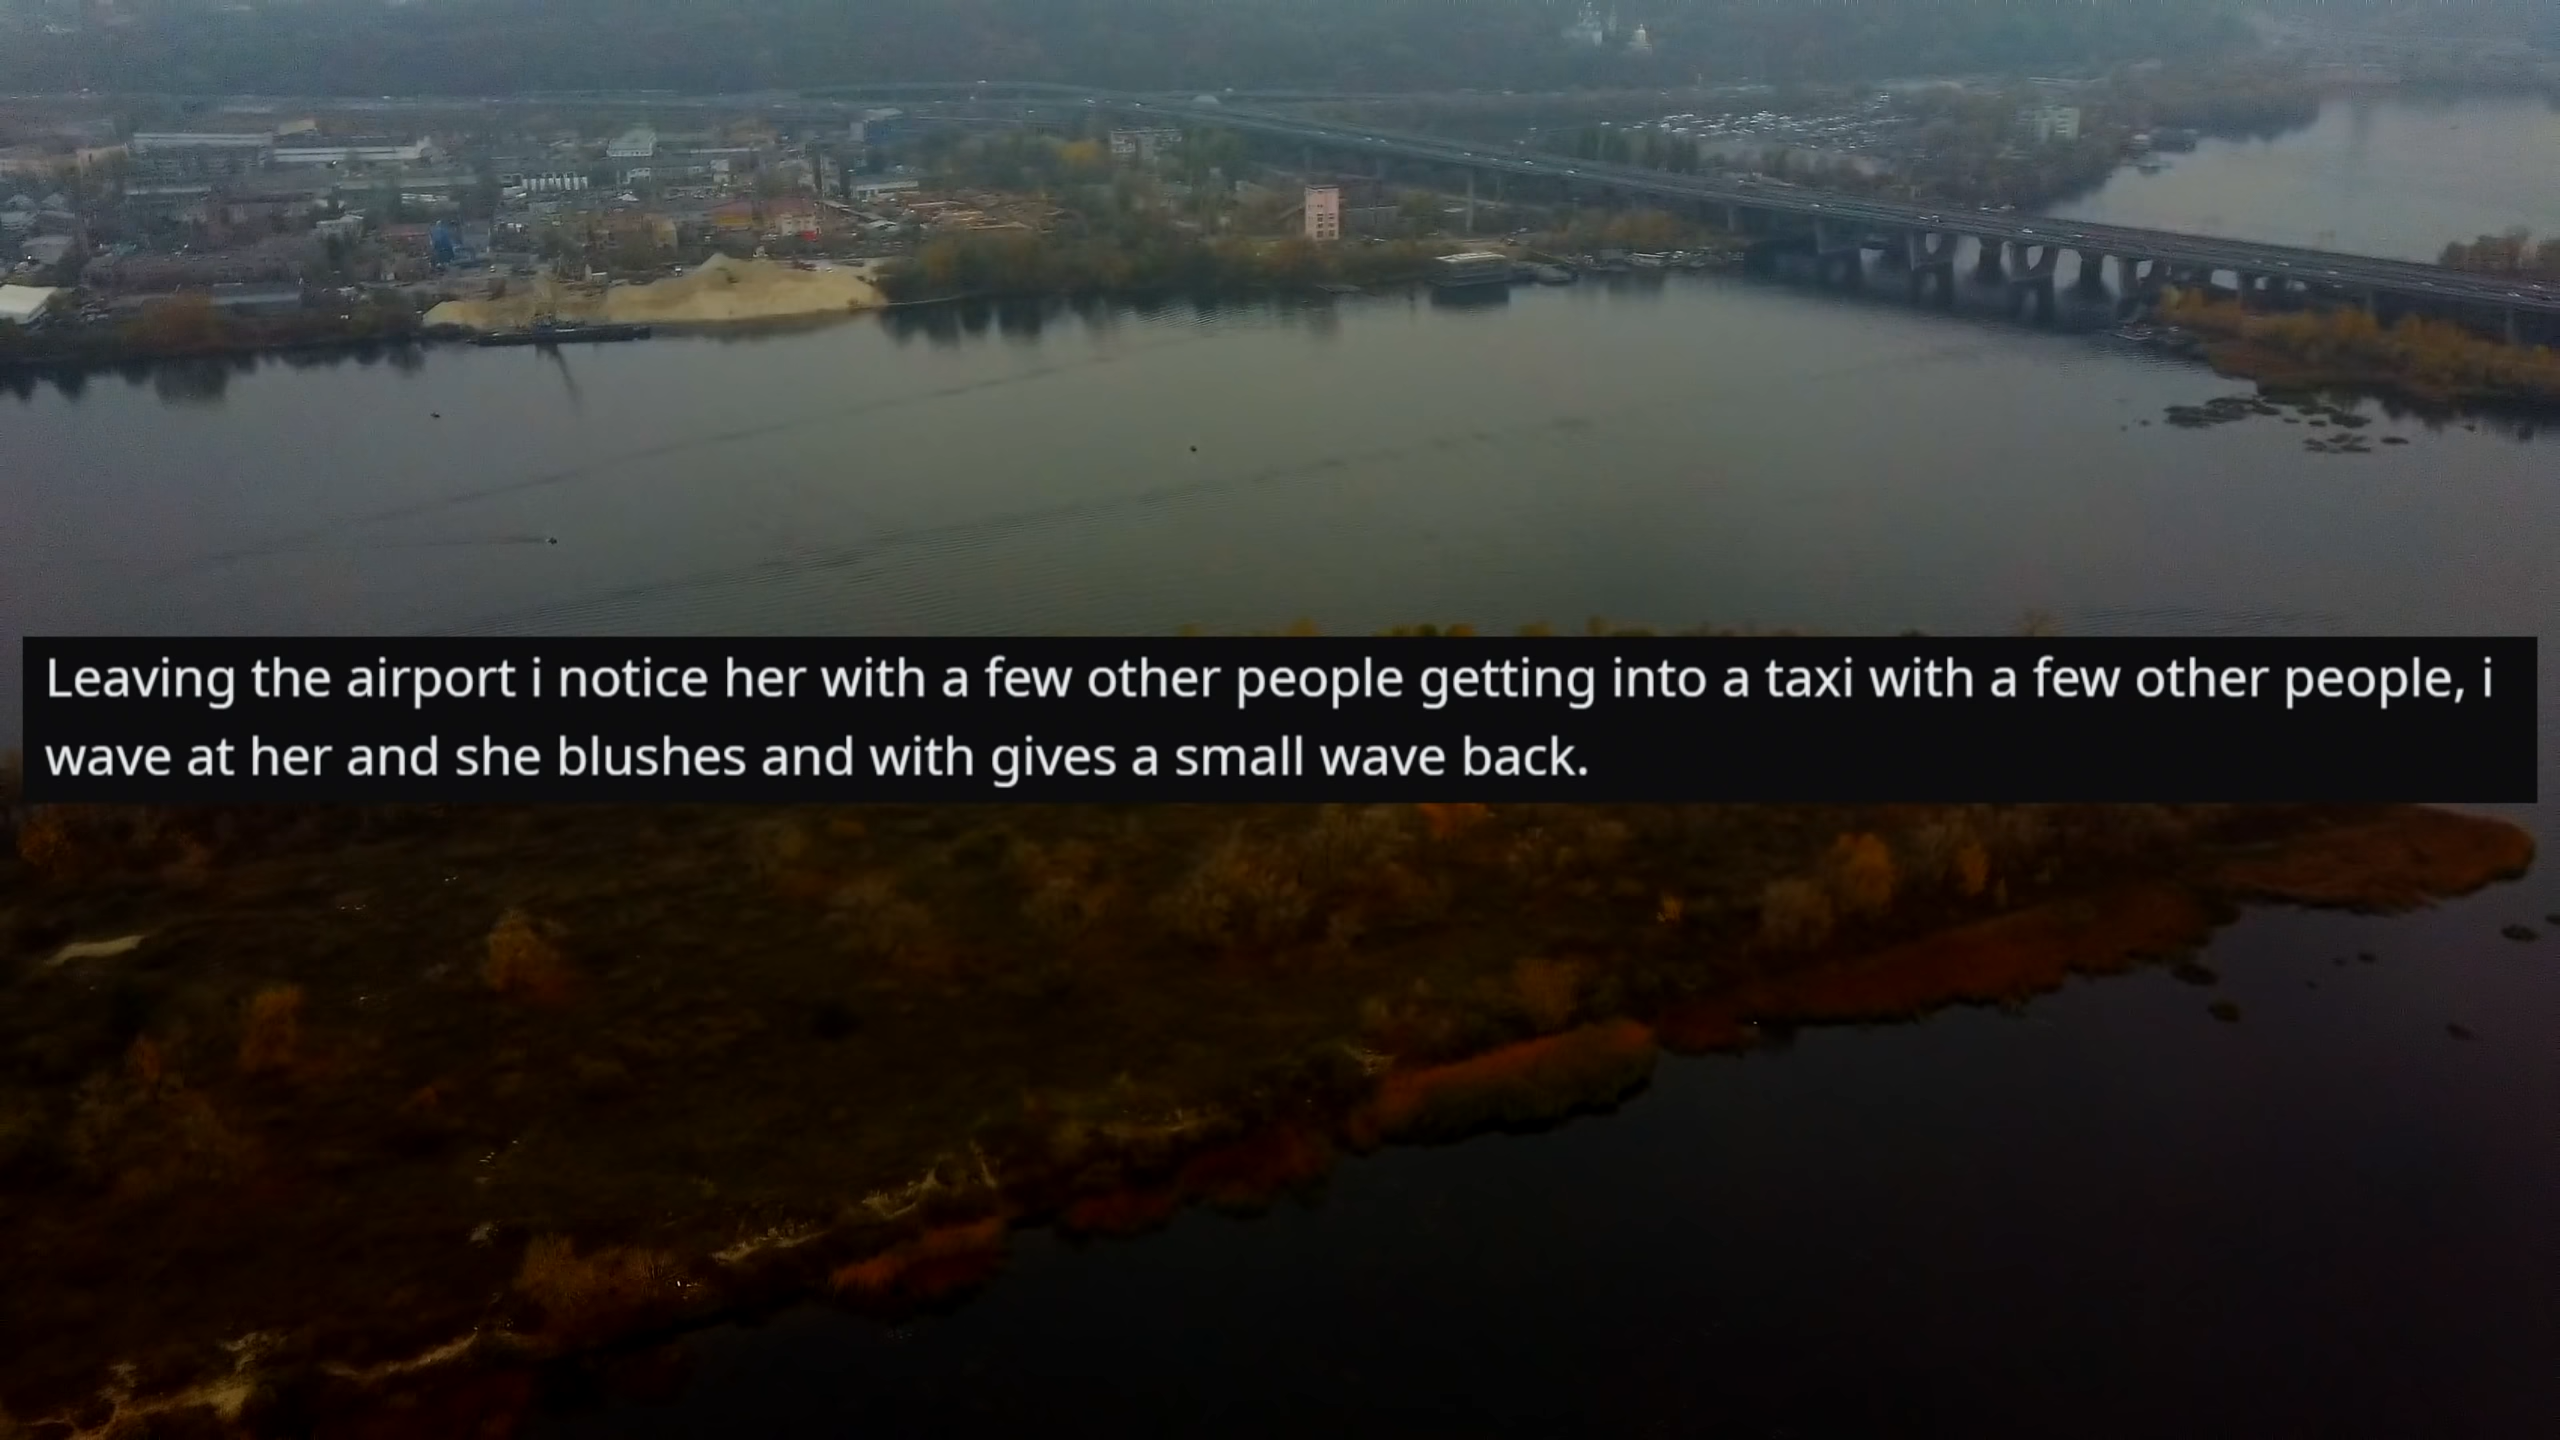 Leaving the airport i notice her with a few other people getting into a taxi with a few other people, i
wave at her and she blushes and with gives a small wave back.